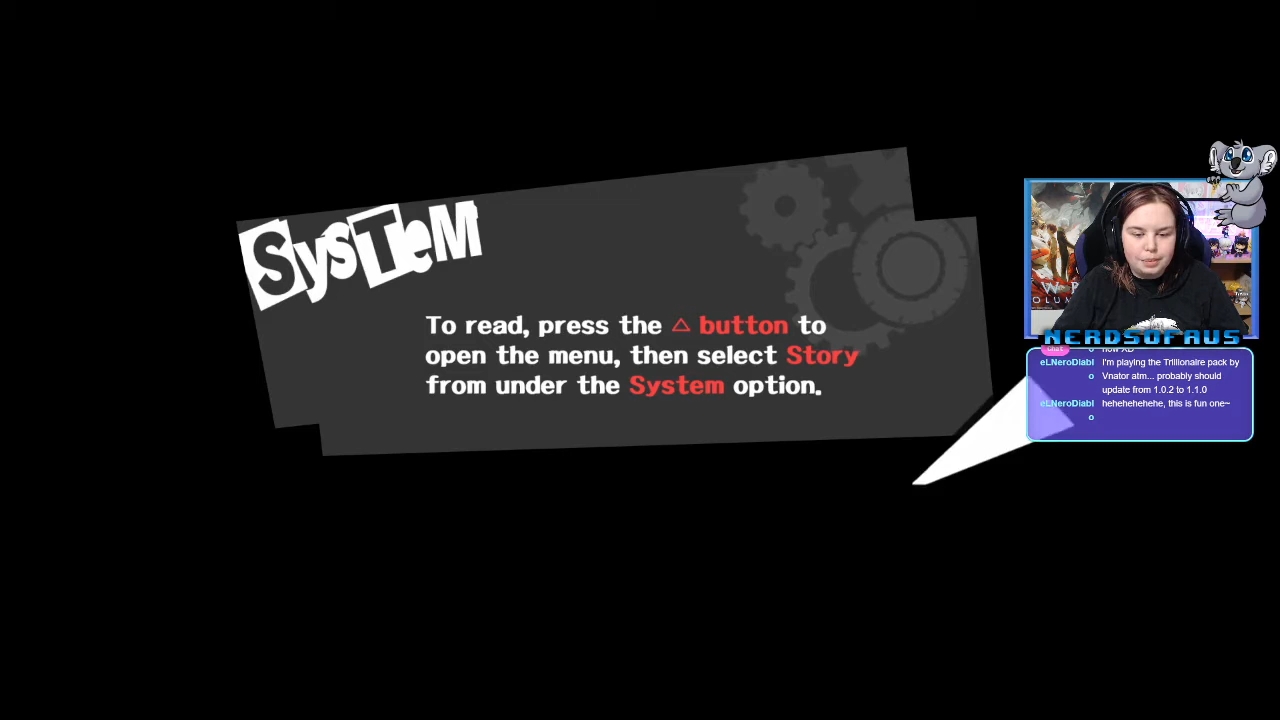 SysTeM
To read, press the △ button to
open the menu, then select Story
from under the System option.
NERDSOFAUS
eLNeroDiabl I'm playing the Trillionaire pack by
o Vnator atm... probably should
update from 1.0.2 to 1.1.0
eLNeroDiabl hehehehehehe, this is fun one~
o